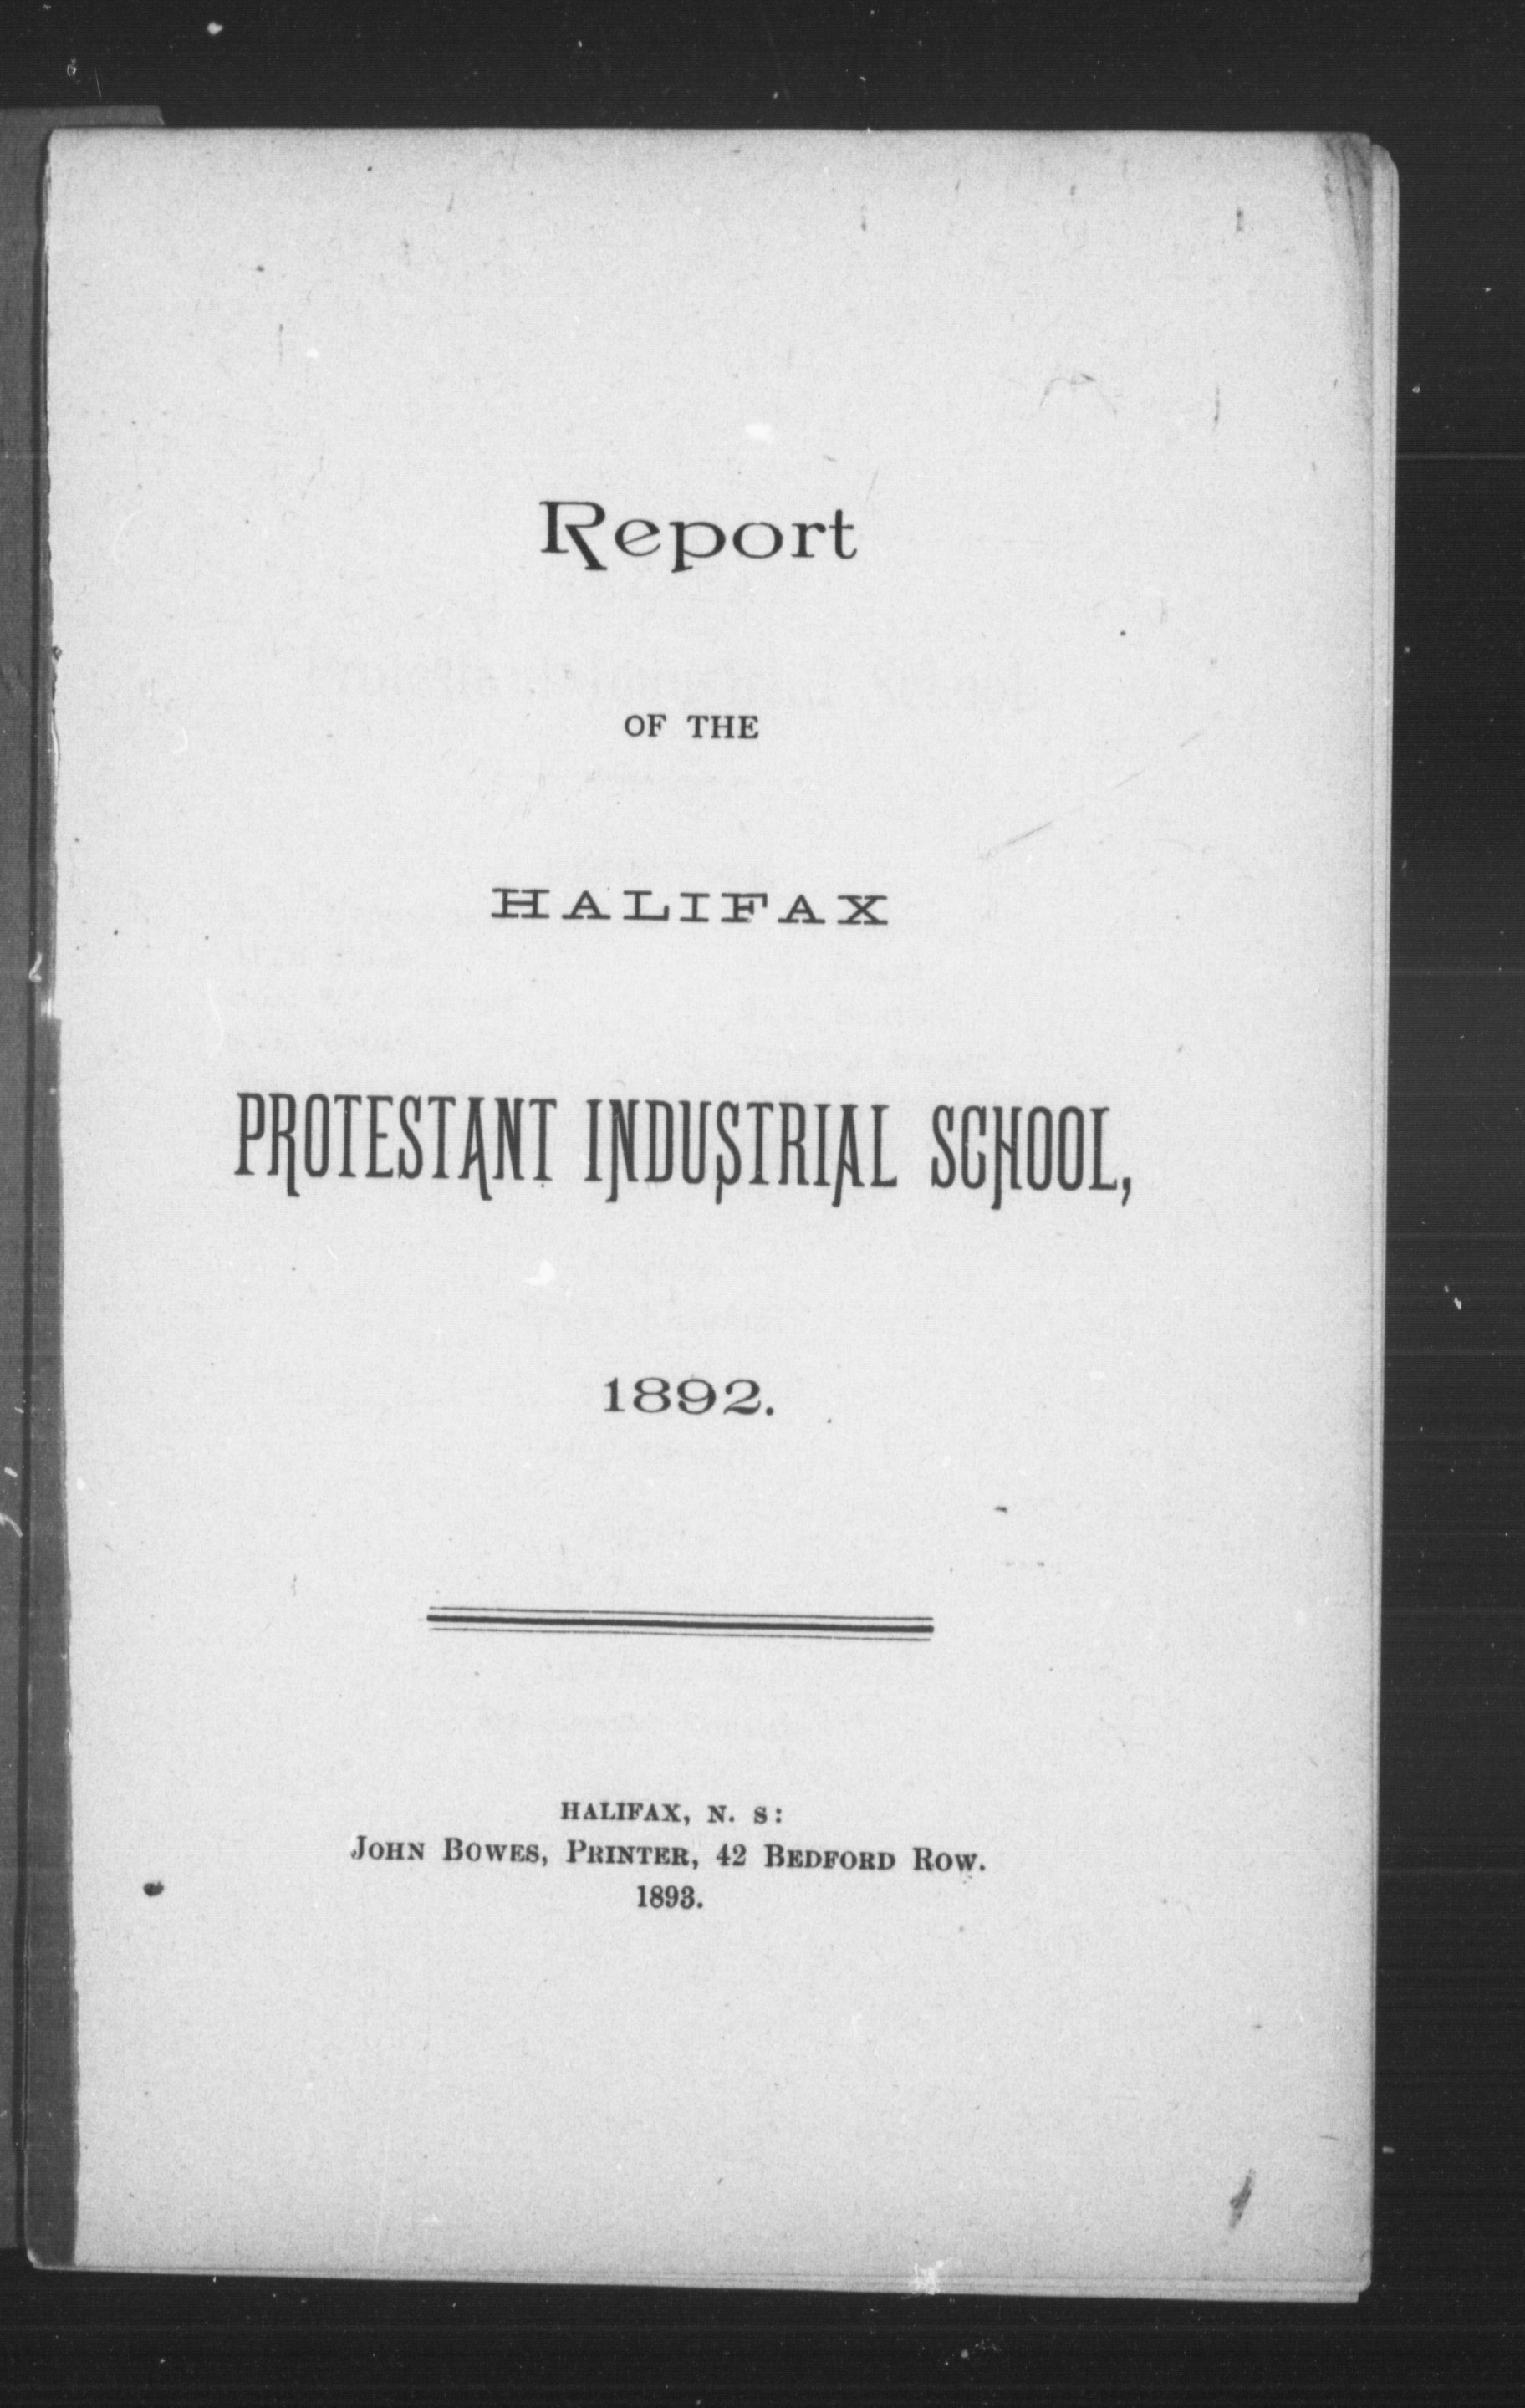 Report
OF THE
HALIFAX
PROTESTANT INDUSTRIAL SCHOOL,
1892.
HALIFAX, N. S:
JOHN BOWES, PRINTER, 42 BEDFORD ROW.
1893.